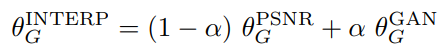 θ_G^INTERP = (1 − α) θ_G^PSNR + α θ_G^GAN